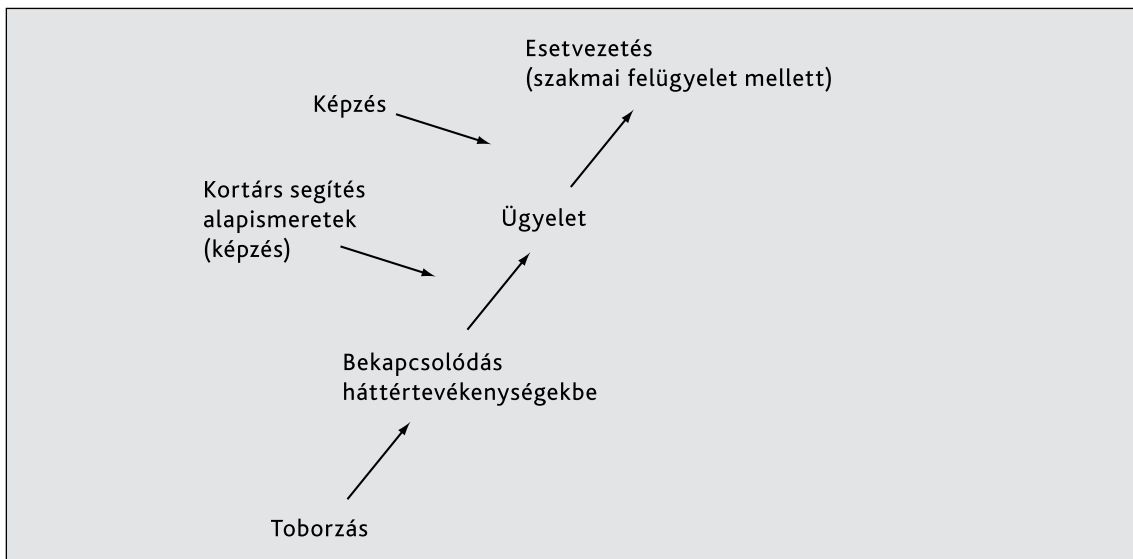 Esetvezetés
(szakmai felügyelet mellett)
Képzés
Kortárs segítés
alapismeretek
(képzés)
Ügyelet
Bekapcsolódás
háttértevékenységekbe
Toborzás